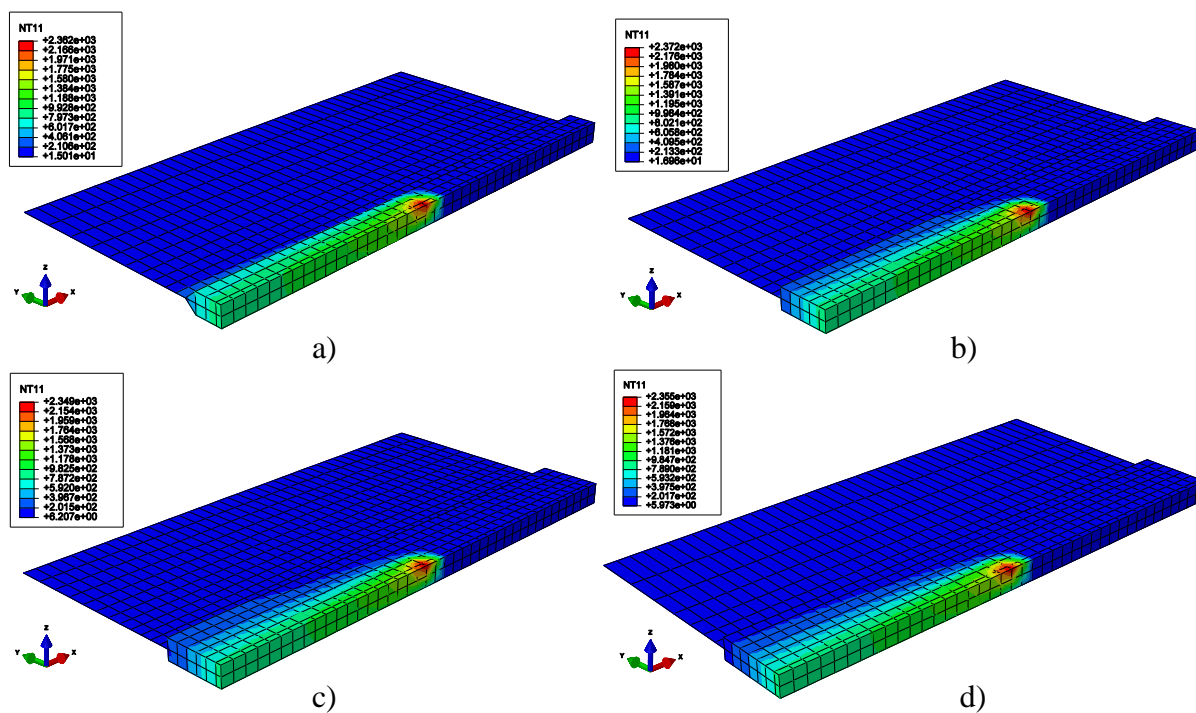 NT11
+2.362e+03
+2.166e+03
+1.971e+03
+1.775e+03
+1.580e+03
+1.384e+03
+1.188e+03
+9.928e+02
+7.973e+02
+6.017e+02
+4.061e+02
+2.106e+02
+1.501e+01
Z
Y
X
a)
NT11
+2.372e+03
+2.176e+03
+1.980e+03
+1.784e+03
+1.587e+03
+1.391e+03
+1.195e+03
+9.984e+02
+8.021e+02
+6.058e+02
+4.095e+02
+2.133e+02
+1.696e+01
Z
Y
X
b)
NT11
+2.349e+03
+2.154e+03
+1.959e+03
+1.764e+03
+1.568e+03
+1.373e+03
+1.178e+03
+9.825e+02
+7.872e+02
+5.920e+02
+3.967e+02
+2.015e+02
+6.207e+00
Z
Y
X
c)
NT11
+2.355e+03
+2.159e+03
+1.964e+03
+1.768e+03
+1.572e+03
+1.376e+03
+1.181e+03
+9.847e+02
+7.890e+02
+5.932e+02
+3.975e+02
+2.017e+02
+5.973e+00
Z
Y
X
d)